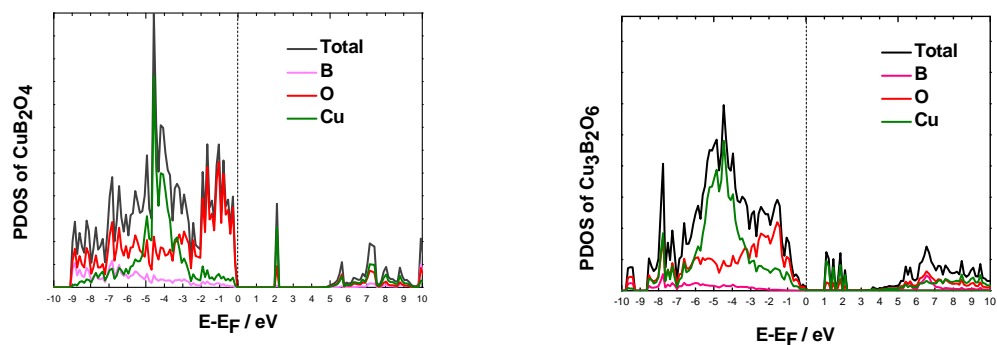 PDOS of CuB2O4
Total
B
O
Cu
-10 -9 -8 -7 -6 -5 -4 -3 -2 -1 0 1 2 3 4 5 6 7 8 9 10
E-EF / eV
PDOS of Cu3B2O6
Total
B
O
Cu
-10 -9 -8 -7 -6 -5 -4 -3 -2 -1 0 1 2 3 4 5 6 7 8 9 10
E-EF / eV